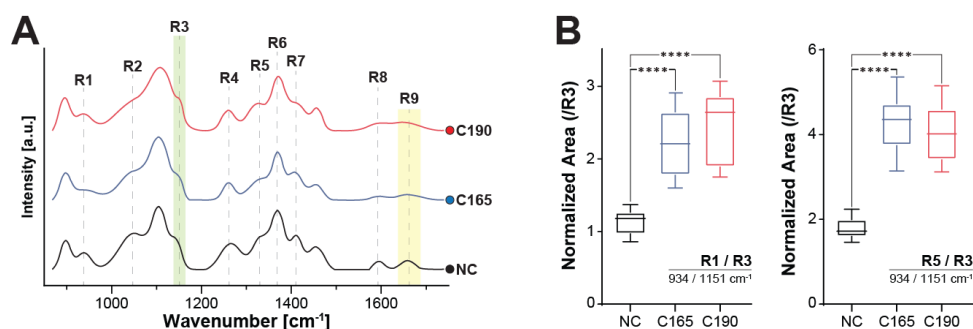 A
B
R1
R2
R3
R4
R5
R6
R7
R8
R9
C190
C165
NC
Intensity [a.u.]
1000
1200
1400
1600
Wavenumber [cm⁻¹]
Normalized Area (/R3)
3
2
1
0
****
****
R1 / R3
934 / 1151 cm⁻¹
NC
C165
C190
Normalized Area (/R3)
6
4
2
0
****
****
R5 / R3
934 / 1151 cm⁻¹
NC
C165
C190